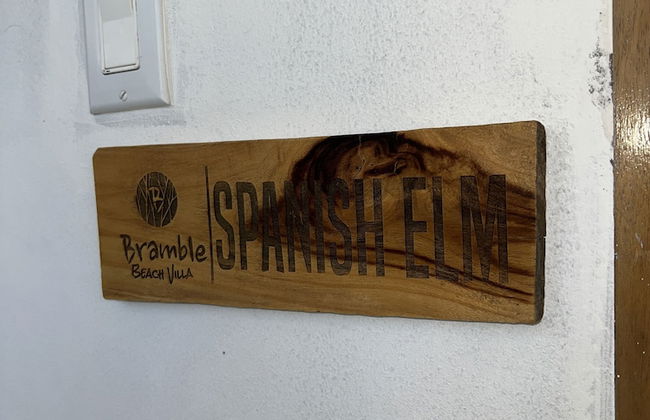 B
Bramble
BEACH VILLA
SPANISH ELM